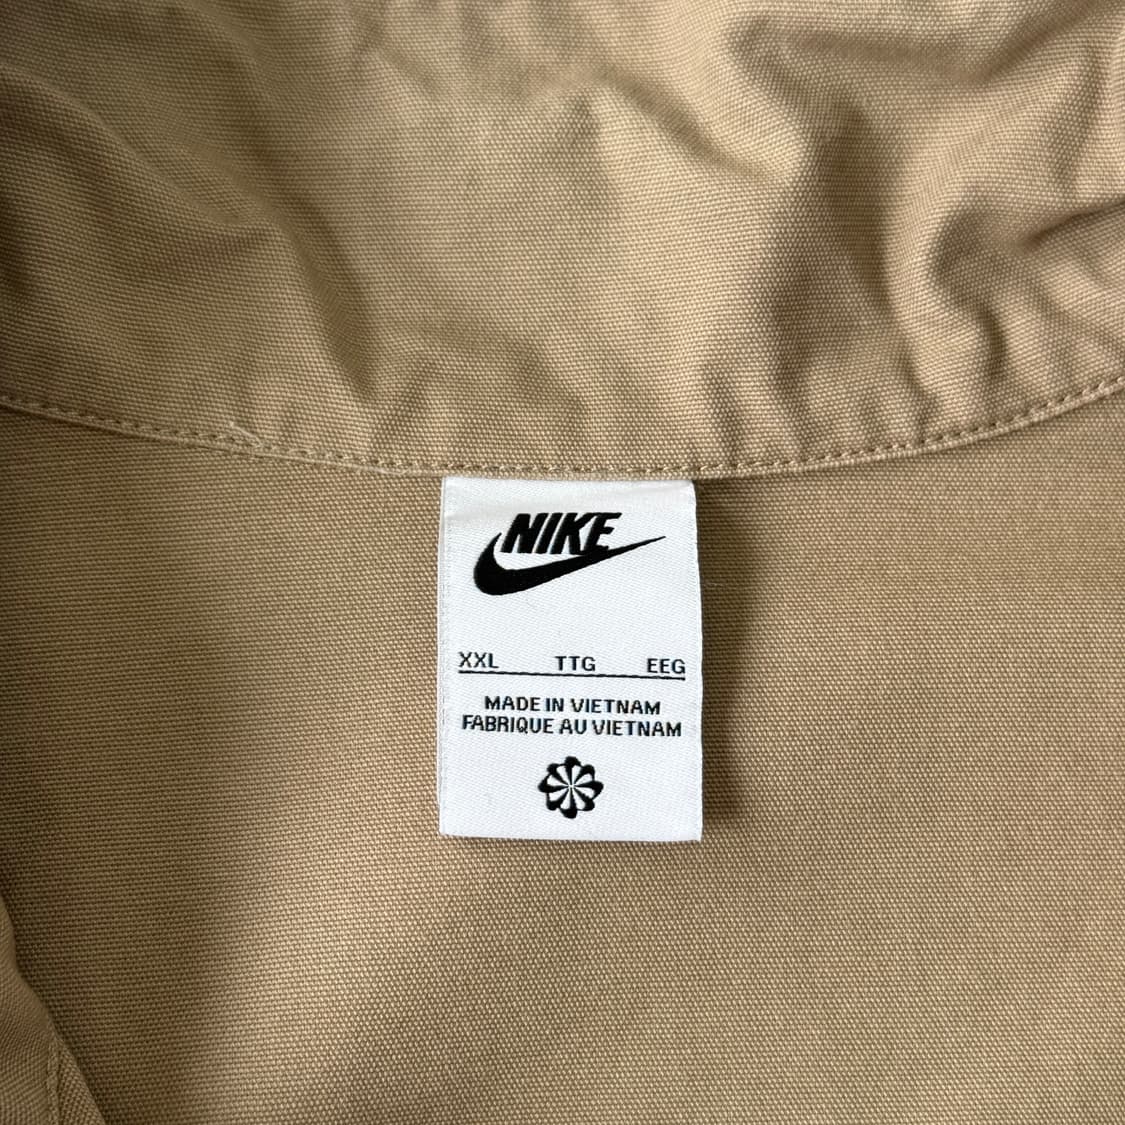 NIKE
XXL TTG EEG
MADE IN VIETNAM
FABRIQUE AU VIETNAM